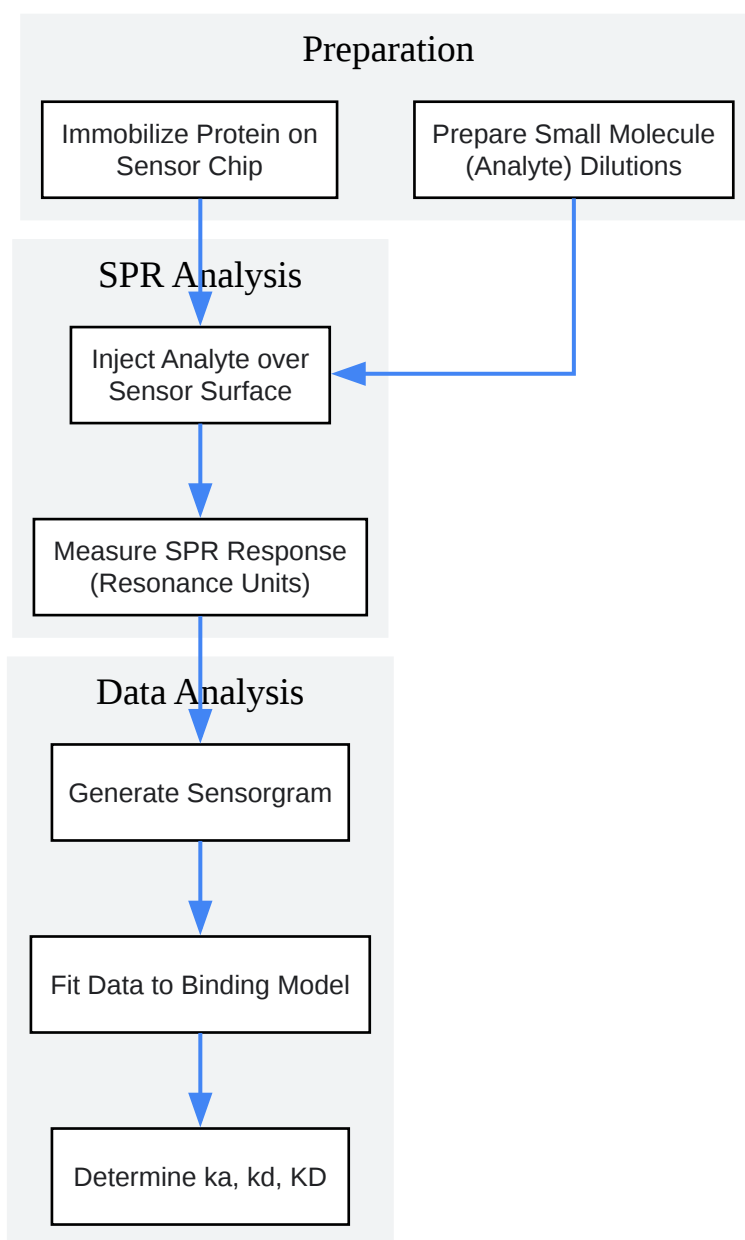 Preparation
Immobilize Protein on
Sensor Chip
Prepare Small Molecule
(Analyte) Dilutions
SPR Analysis
Inject Analyte over
Sensor Surface
Measure SPR Response
(Resonance Units)
Data Analysis
Generate Sensorgram
Fit Data to Binding Model
Determine ka, kd, KD